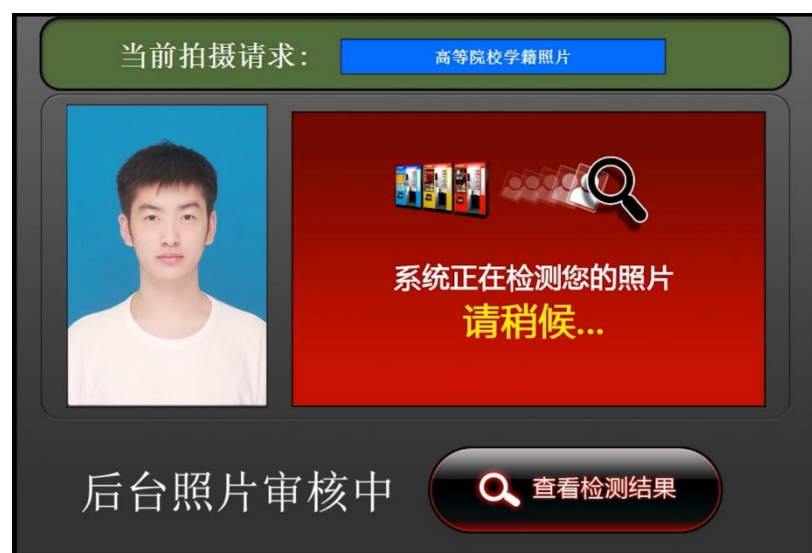 当前拍摄请求：
高等院校学籍照片
系统正在检测您的照片
请稍候...
后台照片审核中
查看检测结果